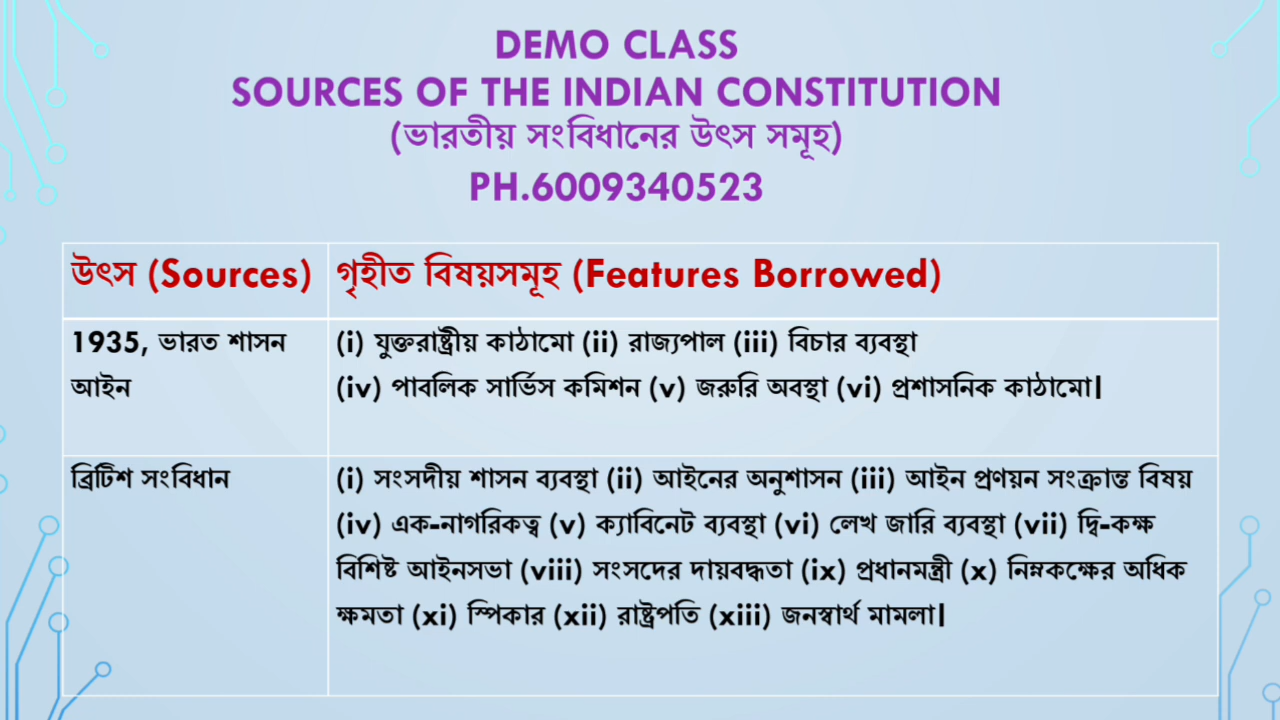 DEMO CLASS
SOURCES OF THE INDIAN CONSTITUTION
(ভারতীয় সংবিধানের উৎস সমূহ)
PH.6009340523
উৎস (Sources)
গৃহীত বিষয়সমূহ (Features Borrowed)
1935, ভারত শাসন
আইন
(i) যুক্তরাষ্ট্রীয় কাঠামো (ii) রাজ্যপাল (iii) বিচার ব্যবস্থা
(iv) পাবলিক সার্ভিস কমিশন (v) জরুরি অবস্থা (vi) প্রশাসনিক কাঠামো।
ব্রিটিশ সংবিধান
(i) সংসদীয় শাসন ব্যবস্থা (ii) আইনের অনুশাসন (iii) আইন প্রণয়ন সংক্রান্ত বিষয়
(iv) এক-নাগরিকত্ব (v) ক্যাবিনেট ব্যবস্থা (vi) লেখ জারি ব্যবস্থা (vii) দ্বি-কক্ষ
বিশিষ্ট আইনসভা (viii) সংসদের দায়বদ্ধতা (ix) প্রধানমন্ত্রী (x) নিম্নকক্ষের অধিক
ক্ষমতা (xi) স্পিকার (xii) রাষ্ট্রপতি (xiii) জনস্বার্থ মামলা।